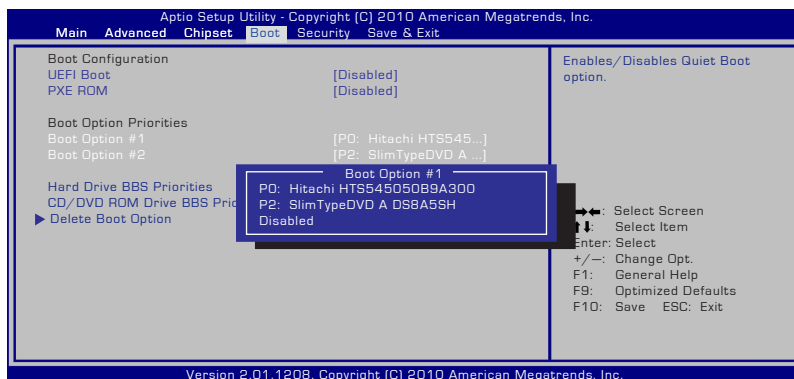 Aptio Setup Utility - Copyright (C) 2010 American Megatrends, Inc.
Main Advanced Chipset Boot Security Save & Exit
Boot Configuration
UEFI Boot [Disabled]
PXE ROM [Disabled]
Boot Option Priorities
Boot Option #1 [P0: Hitachi HTS545...]
Boot Option #2 [P2: SlimTypeDVD A ...]
Hard Drive BBS Priorities
CD/DVD ROM Drive BBS
Delete Boot Option
Boot Option #1
P0: Hitachi HTS545050B9A300
P2: SlimTypeDVD A DS8A5SH
Disabled
Enables/Disables Quiet Boot
option.
→←: Select Screen
↑↓: Select Item
Enter: Select
+/—: Change Opt.
F1: General Help
F9: Optimized Defaults
F10: Save ESC: Exit
Version 2.01.1208. Copyright (C) 2010 American Megatrends, Inc.